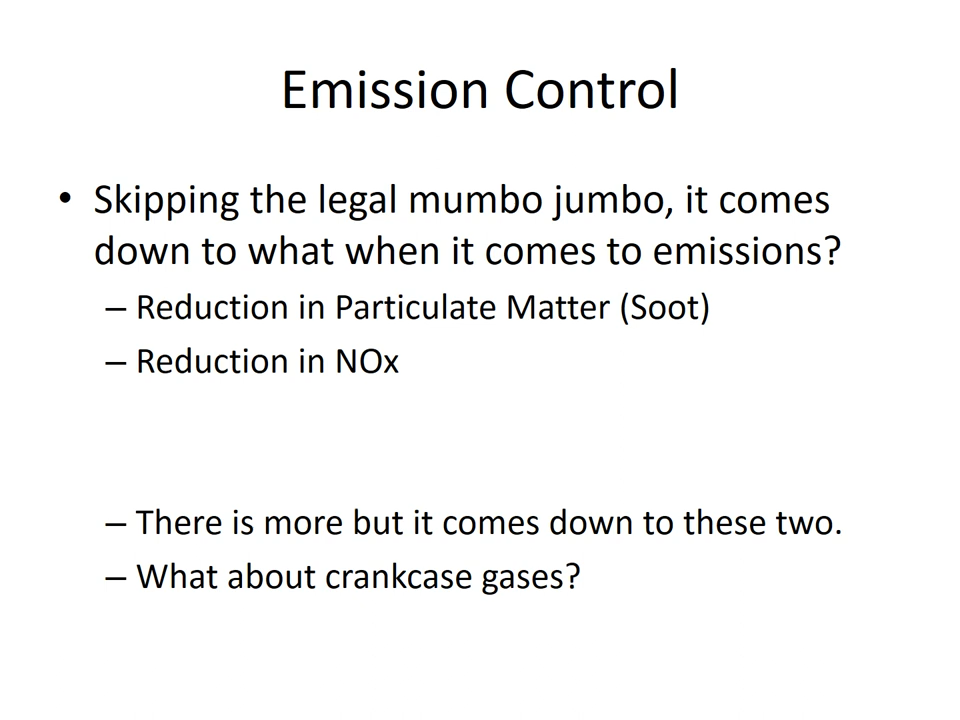 Emission Control
• Skipping the legal mumbo jumbo, it comes
down to what when it comes to emissions?
– Reduction in Particulate Matter (Soot)
– Reduction in NOx
– There is more but it comes down to these two.
– What about crankcase gases?